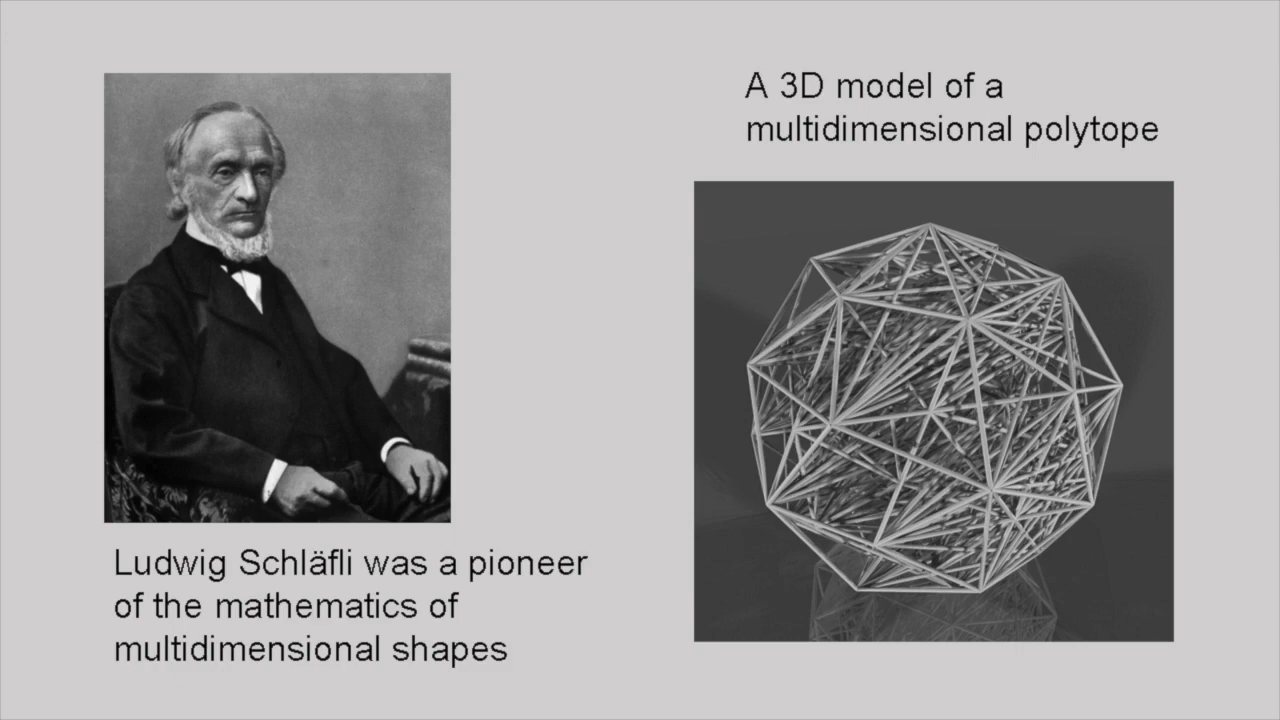 A 3D model of a
multidimensional polytope
Ludwig Schläfli was a pioneer
of the mathematics of
multidimensional shapes